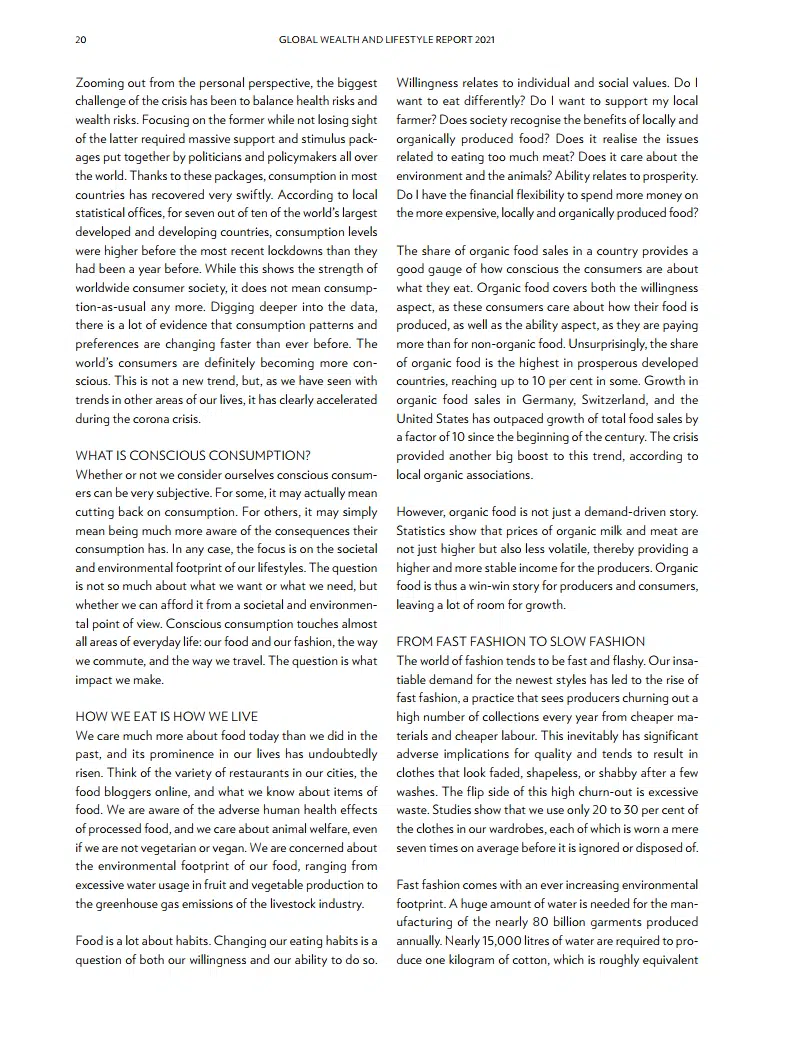 20
GLOBAL WEALTH AND LIFESTYLE REPORT 2021
Zooming out from the personal perspective, the biggest
challenge of the crisis has been to balance health risks and
wealth risks. Focusing on the former while not losing sight
of the latter required massive support and stimulus pack-
ages put together by politicians and policymakers all over
the world. Thanks to these packages, consumption in most
countries has recovered very swiftly. According to local
statistical offices, for seven out of ten of the world's largest
developed and developing countries, consumption levels
were higher before the most recent lockdowns than they
had been a year before. While this shows the strength of
worldwide consumer society, it does not mean consump-
tion-as-usual any more. Digging deeper into the data,
there is a lot of evidence that consumption patterns and
preferences are changing faster than ever before. The
world's consumers are definitely becoming more con-
scious. This is not a new trend, but, as we have seen with
trends in other areas of our lives, it has clearly accelerated
during the corona crisis.
WHAT IS CONSCIOUS CONSUMPTION?
Whether or not we consider ourselves conscious consum-
ers can be very subjective. For some, it may actually mean
cutting back on consumption. For others, it may simply
mean being much more aware of the consequences their
consumption has. In any case, the focus is on the societal
and environmental footprint of our lifestyles. The question
is not so much about what we want or what we need, but
whether we can afford it from a societal and environmen-
tal point of view. Conscious consumption touches almost
all areas of everyday life: our food and our fashion, the way
we commute, and the way we travel. The question is what
impact we make.
HOW WE EAT IS HOW WE LIVE
We care much more about food today than we did in the
past, and its prominence in our lives has undoubtedly
risen. Think of the variety of restaurants in our cities, the
food bloggers online, and what we know about items of
food. We are aware of the adverse human health effects
of processed food, and we care about animal welfare, even
if we are not vegetarian or vegan. We are concerned about
the environmental footprint of our food, ranging from
excessive water usage in fruit and vegetable production to
the greenhouse gas emissions of the livestock industry.
Food is a lot about habits. Changing our eating habits is a
question of both our willingness and our ability to do so.
Willingness relates to individual and social values. Do I
want to eat differently? Do I want to support my local
farmer? Does society recognise the benefits of locally and
organically produced food? Does it realise the issues
related to eating too much meat? Does it care about the
environment and the animals? Ability relates to prosperity.
Do I have the financial flexibility to spend more money on
the more expensive, locally and organically produced food?
The share of organic food sales in a country provides a
good gauge of how conscious the consumers are about
what they eat. Organic food covers both the willingness
aspect, as these consumers care about how their food is
produced, as well as the ability aspect, as they are paying
more than for non-organic food. Unsurprisingly, the share
of organic food is the highest in prosperous developed
countries, reaching up to 10 per cent in some. Growth in
organic food sales in Germany, Switzerland, and the
United States has outpaced growth of total food sales by
a factor of 10 since the beginning of the century. The crisis
provided another big boost to this trend, according to
local organic associations.
However, organic food is not just a demand-driven story.
Statistics show that prices of organic milk and meat are
not just higher but also less volatile, thereby providing a
higher and more stable income for the producers. Organic
food is thus a win-win story for producers and consumers,
leaving a lot of room for growth.
FROM FAST FASHION TO SLOW FASHION
The world of fashion tends to be fast and flashy. Our insa-
tiable demand for the newest styles has led to the rise of
fast fashion, a practice that sees producers churning out a
high number of collections every year from cheaper ma-
terials and cheaper labour. This inevitably has significant
adverse implications for quality and tends to result in
clothes that look faded, shapeless, or shabby after a few
washes. The flip side of this high churn-out is excessive
waste. Studies show that we use only 20 to 30 per cent of
the clothes in our wardrobes, each of which is worn a mere
seven times on average before it is ignored or disposed of.
Fast fashion comes with an ever increasing environmental
footprint. A huge amount of water is needed for the man-
ufacturing of the nearly 80 billion garments produced
annually. Nearly 15,000 litres of water are required to pro-
duce one kilogram of cotton, which is roughly equivalent